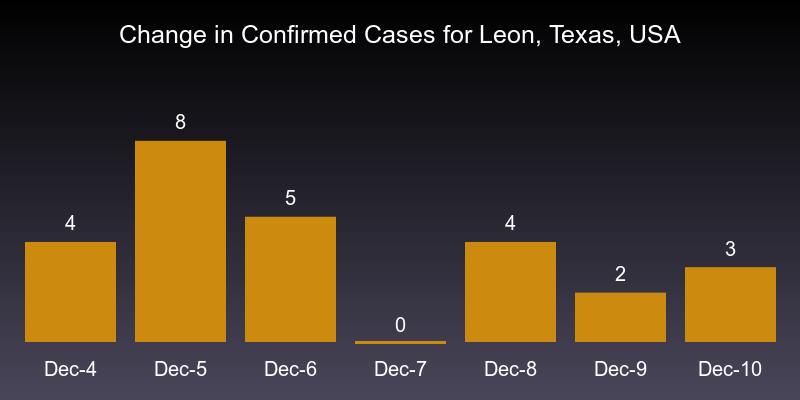 Change in Confirmed Cases for Leon, Texas, USA
4
8
5
0
4
2
3
Dec-4
Dec-5
Dec-6
Dec-7
Dec-8
Dec-9
Dec-10